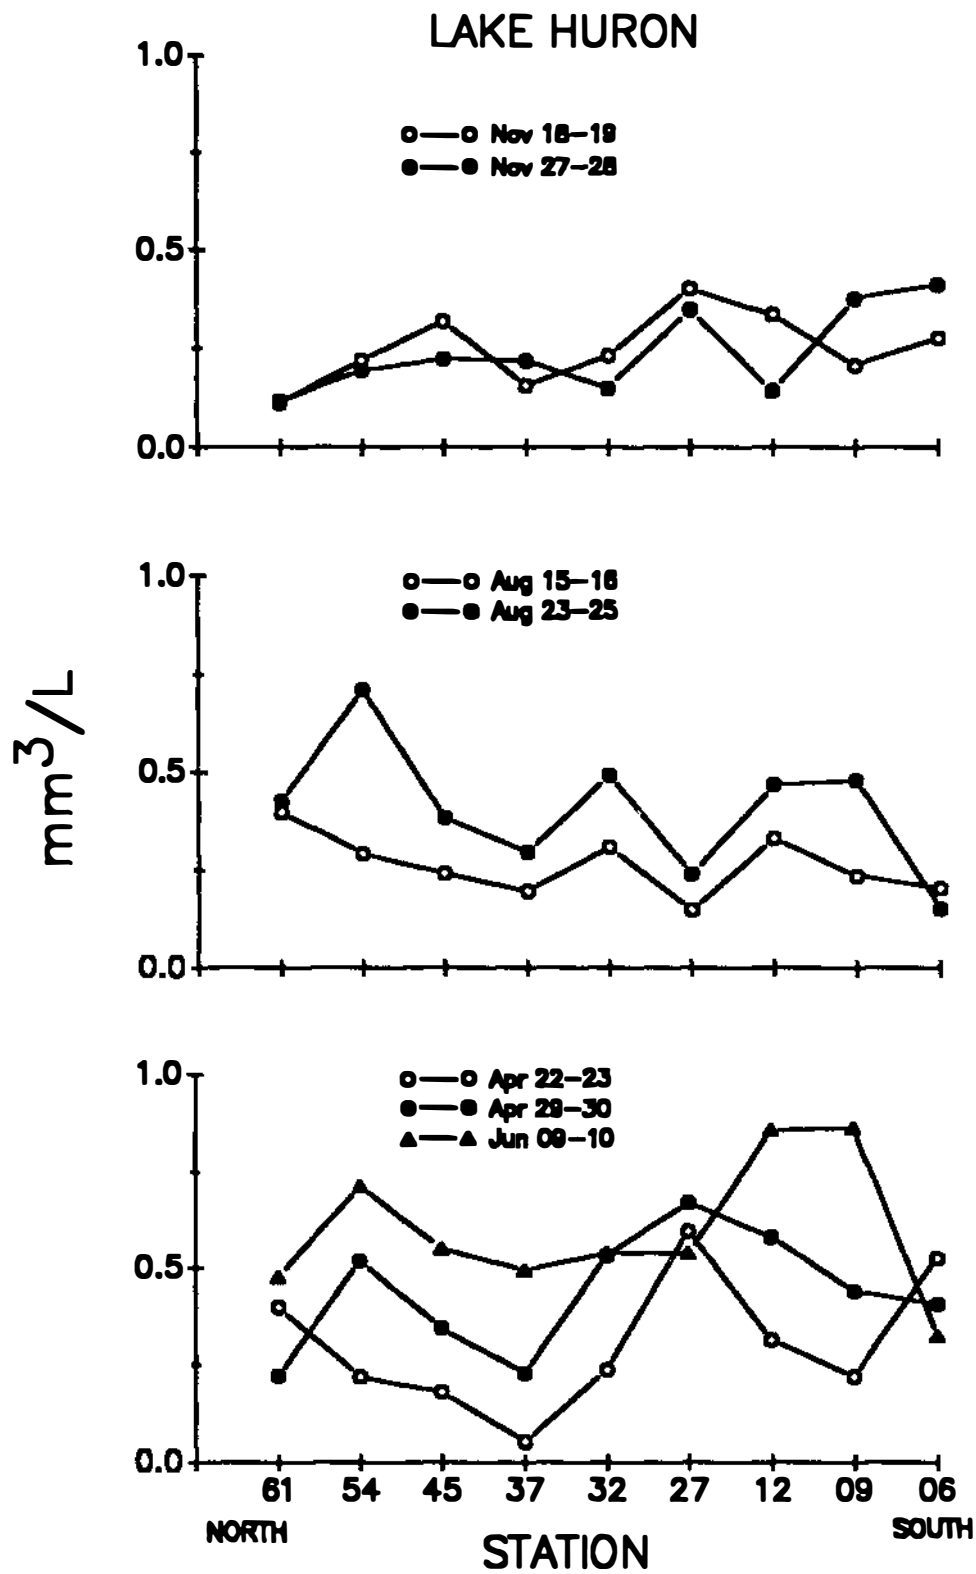 LAKE HURON
1.0
Nov 18-19
Nov 27-28
0.5
0.0
1.0
Aug 15-16
Aug 23-25
mm³/L
0.5
0.0
1.0
Apr 22-23
Apr 29-30
Jun 09-10
0.5
0.0
61 54 45 37 32 27 12 09 06
NORTH SOUTH
STATION